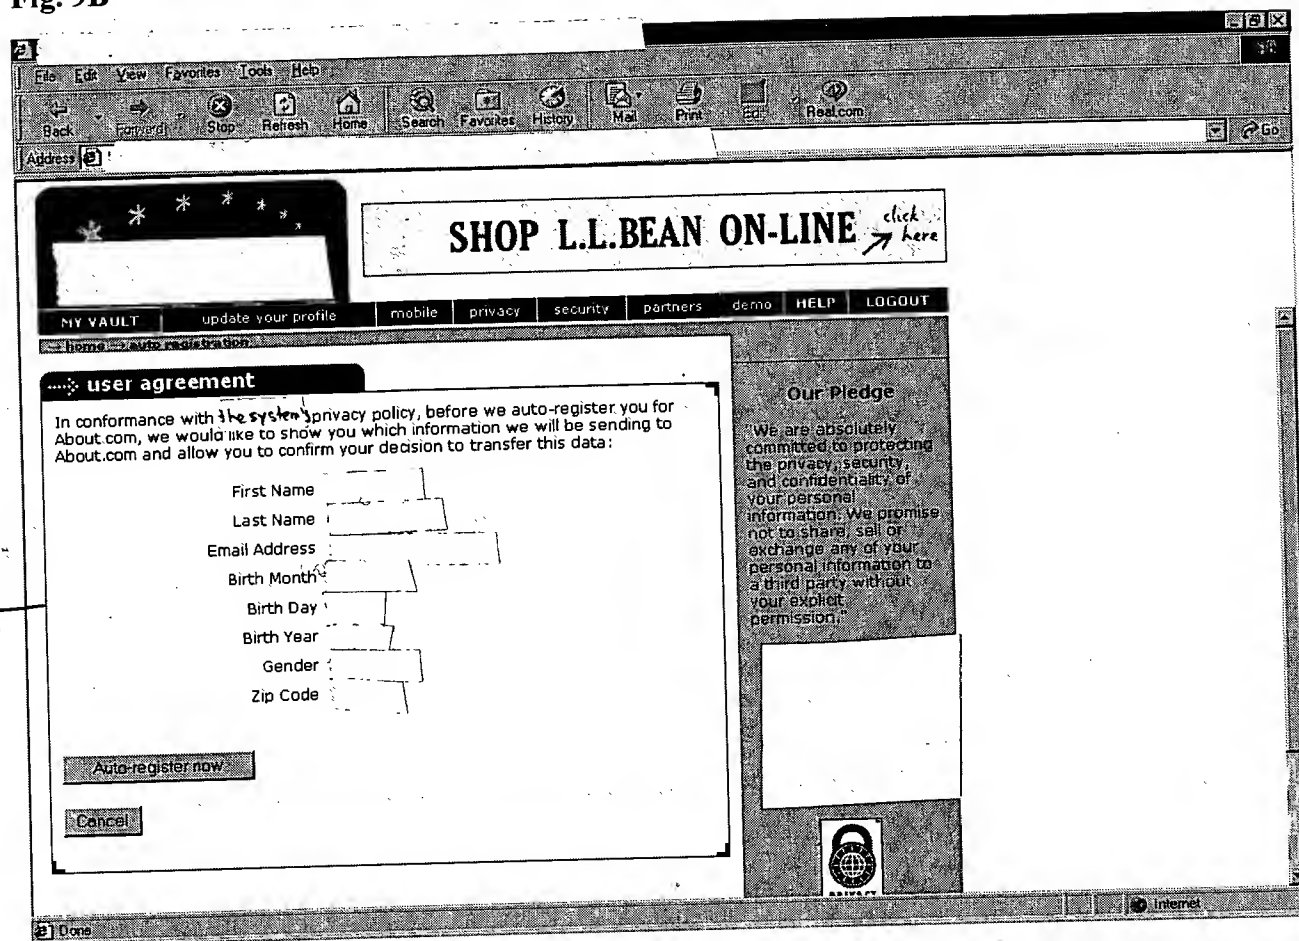 Fig. 9B
File Edit View Favorites Tools Help
Back Forward Stop Refresh Home Search Favorites History Mail Print Edit Real.com
Address Go
SHOP L.L.BEAN ON-LINE click here
MY VAULT update your profile mobile privacy security partners demo HELP LOGOUT
home auto registration
user agreement
In conformance with the system's privacy policy, before we auto-register you for
About.com, we would like to show you which information we will be sending to
About.com and allow you to confirm your decision to transfer this data:
First Name
Last Name
Email Address
Birth Month
Birth Day
Birth Year
Gender
Zip Code
Auto-register now
Cancel
Our Pledge
"We are absolutely
committed to protecting
the privacy, security,
and confidentiality of
your personal
information. We promise
not to share, sell or
exchange any of your
personal information to
a third party without
your explicit
permission."
PRIVACY
Done Internet